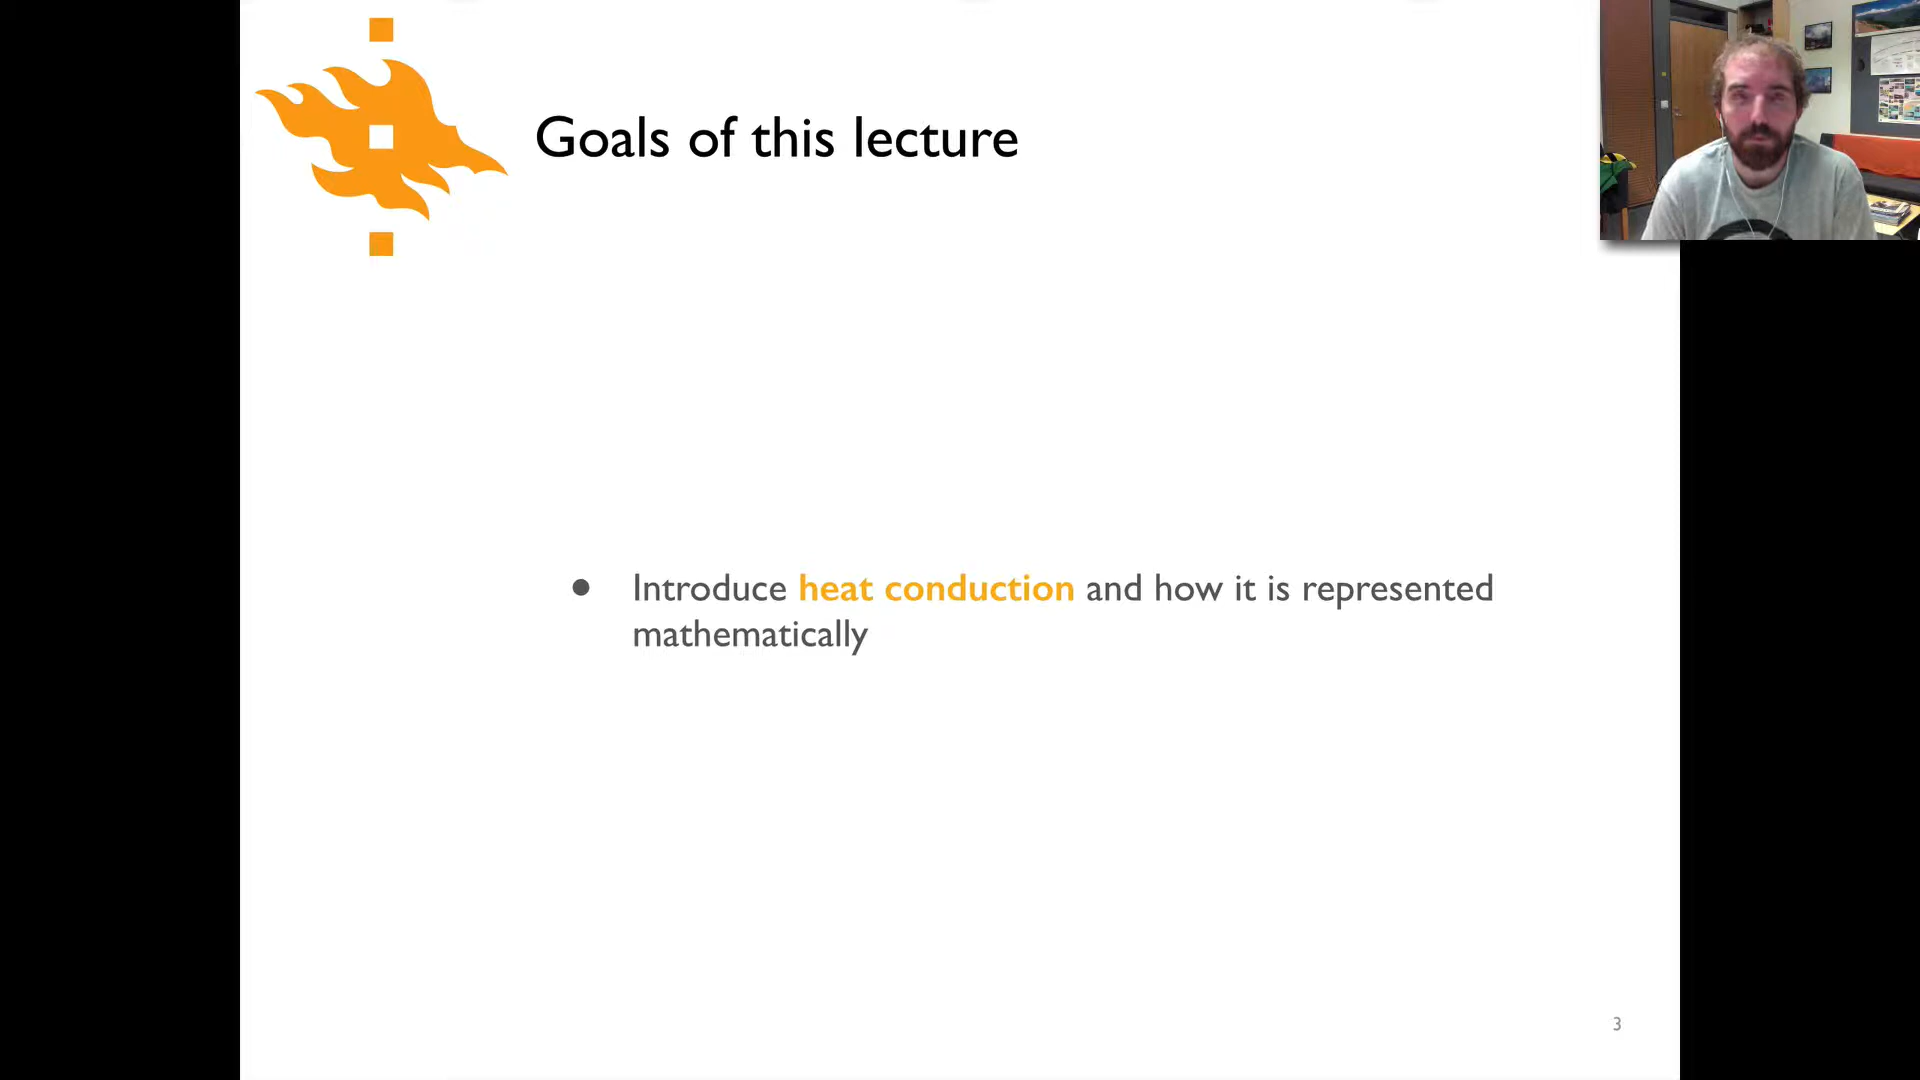 Goals of this lecture
● Introduce heat conduction and how it is represented
mathematically
3